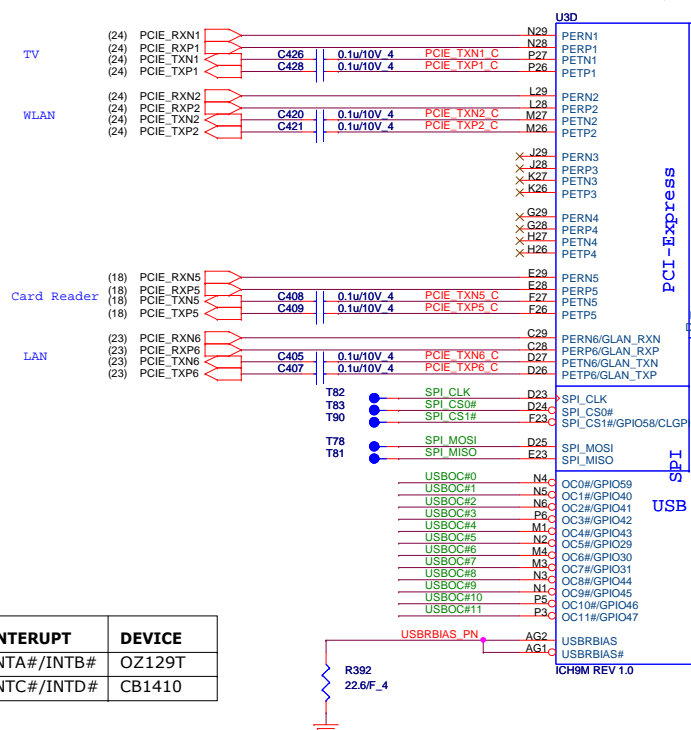 U3D
TV
(24) PCIE_RXN1 N29 PERN1
(24) PCIE_RXP1 N28 PERP1
(24) PCIE_TXN1 C426 0.1u/10V_4 PCIE_TXN1_C P27 PETN1
(24) PCIE_TXP1 C428 0.1u/10V_4 PCIE_TXP1_C P26 PETP1
WLAN
(24) PCIE_RXN2 L29 PERN2
(24) PCIE_RXP2 L28 PERP2
(24) PCIE_TXN2 C420 0.1u/10V_4 PCIE_TXN2_C M27 PETN2
(24) PCIE_TXP2 C421 0.1u/10V_4 PCIE_TXP2_C M26 PETP2
J29 PERN3
J28 PERP3
K27 PETN3
K26 PETP3
G29 PERN4
G28 PERP4
H27 PETN4
H26 PETP4
PCI-Express
Card Reader
(18) PCIE_RXN5 E29 PERN5
(18) PCIE_RXP5 E28 PERP5
(18) PCIE_TXN5 C408 0.1u/10V_4 PCIE_TXN5_C F27 PETN5
(18) PCIE_TXP5 C409 0.1u/10V_4 PCIE_TXP5_C F26 PETP5
LAN
(23) PCIE_RXN6 C29 PERN6/GLAN_RXN
(23) PCIE_RXP6 C28 PERP6/GLAN_RXP
(23) PCIE_TXN6 C405 0.1u/10V_4 PCIE_TXN6_C D27 PETN6/GLAN_TXN
(23) PCIE_TXP6 C407 0.1u/10V_4 PCIE_TXP6_C D26 PETP6/GLAN_TXP
T82 SPI_CLK D23 SPI_CLK
T83 SPI_CS0# D24 SPI_CS0#
T90 SPI_CS1# F23 SPI_CS1#/GPIO58/CLGPI
T78 SPI_MOSI D25 SPI_MOSI
T81 SPI_MISO E23 SPI_MISO
SPI
USB
USBOC#0 N4 OC0#/GPIO59
USBOC#1 N5 OC1#/GPIO40
USBOC#2 N6 OC2#/GPIO41
USBOC#3 P6 OC3#/GPIO42
USBOC#4 M1 OC4#/GPIO43
USBOC#5 N2 OC5#/GPIO29
USBOC#6 M4 OC6#/GPIO30
USBOC#7 M3 OC7#/GPIO31
USBOC#8 N3 OC8#/GPIO44
USBOC#9 N1 OC9#/GPIO45
USBOC#10 P5 OC10#/GPIO46
USBOC#11 P3 OC11#/GPIO47
USBRBIAS_PN AG2 USBRBIAS
AG1 USBRBIAS#
ICH9M REV 1.0
R392
22.6/F_4
NTERUPT DEVICE
NTA#/INTB# OZ129T
NTC#/INTD# CB1410